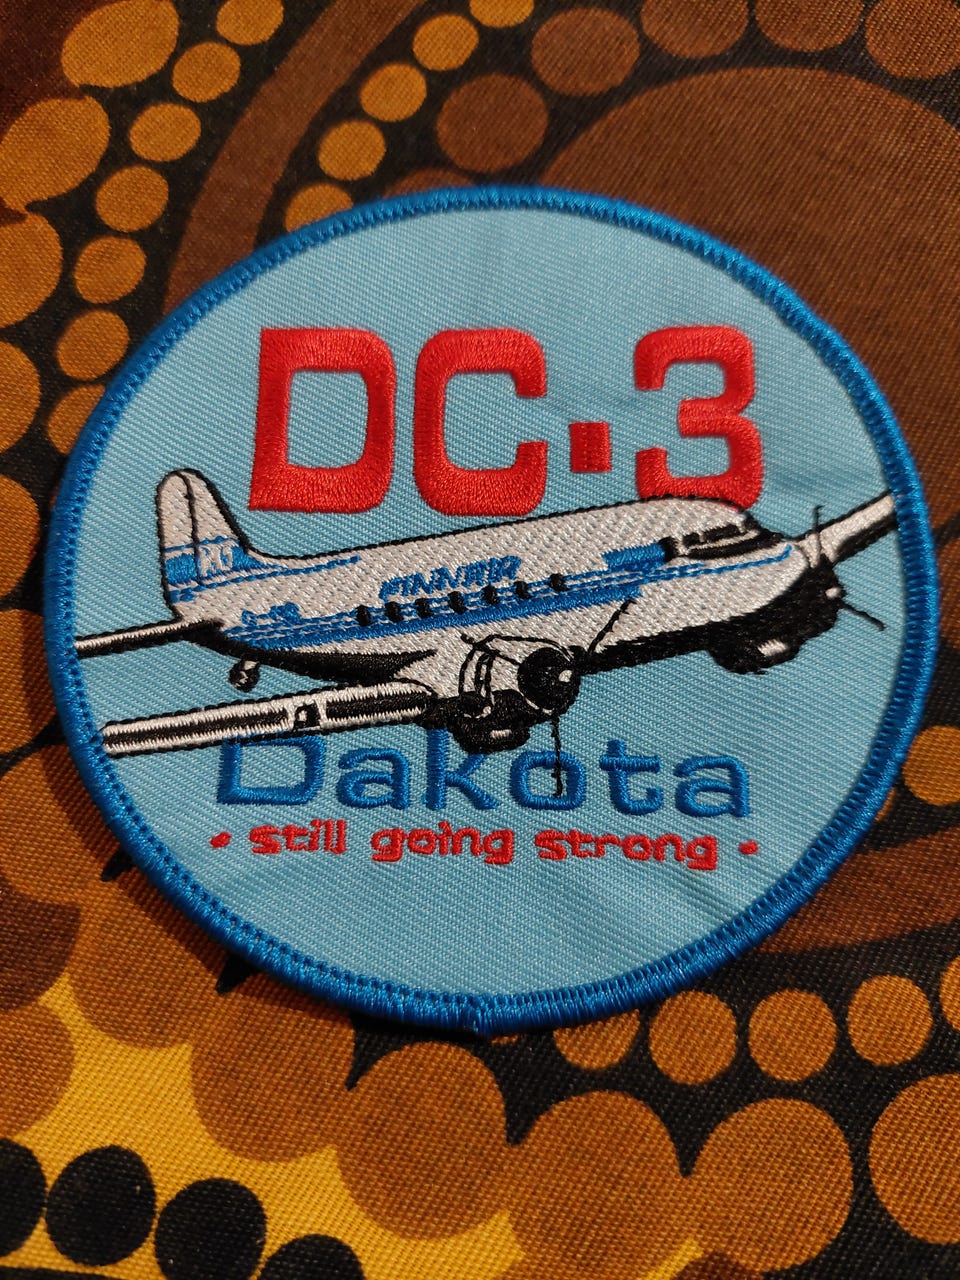 DC-3
FINNAIR
Dakota
• still going strong •